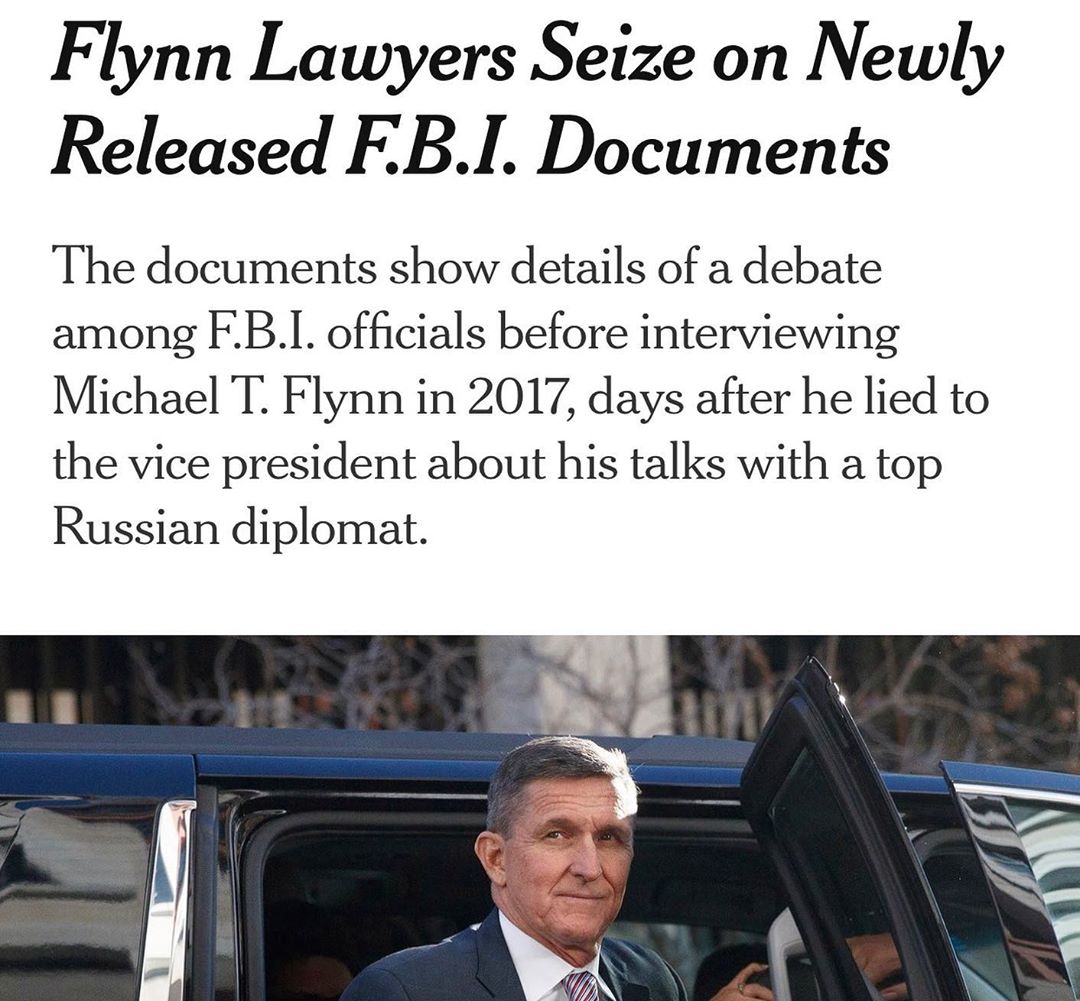 Flynn Lawyers Seize on Newly
Released F.B.I. Documents
The documents show details of a debate
among F.B.I. officials before interviewing
Michael T. Flynn in 2017, days after he lied to
the vice president about his talks with a top
Russian diplomat.